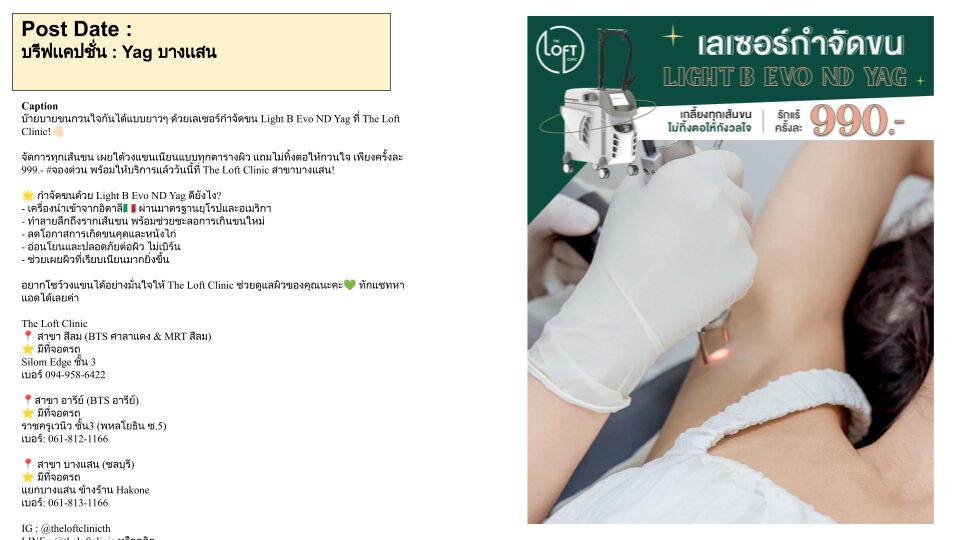 Post Date :
บรีฟแคปชั่น : Yag บางแสน
Caption
บ๊ายบายขนกวนใจกันได้แบบยาวๆ ด้วยเลเซอร์กำจัดขน Light B Evo ND Yag ที่ The Loft
Clinic!👋🏻
จัดการทุกเส้นขน เผยใต้วงแขนเนียนแบบทุกตารางผิว แถมไม่ทิ้งตอให้กวนใจ เพียงครั้งละ
999.- #จองด่วน พร้อมให้บริการแล้ววันนี้ที่ The Loft Clinic สาขาบางแสน!
🌟 กำจัดขนด้วย Light B Evo ND Yag ดียังไง?
- เครื่องนำเข้าจากอิตาลี🇮🇹 ผ่านมาตรฐานยุโรปและอเมริกา
- ทำลายลึกถึงรากเส้นขน พร้อมช่วยชะลอการเกินขนใหม่
- ลดโอกาสการเกิดขนคุดและหนังไก่
- อ่อนโยนและปลอดภัยต่อผิว ไม่เบิร์น
- ช่วยเผยผิวที่เรียบเนียนมากยิ่งขึ้น
อยากโชว์วงแขนได้อย่างมั่นใจให้ The Loft Clinic ช่วยดูแลผิวของคุณนะคะ💚 ทักแชทหา
แอดได้เลยค่า
The Loft Clinic
📍 สาขา สีลม (BTS ศาลาแดง & MRT สีลม)
⭐ มีที่จอดรถ
Silom Edge ชั้น 3
เบอร์ 094-958-6422
📍สาขา อารีย์ (BTS อารีย์)
⭐ มีที่จอดรถ
ราชครูเวนิว ชั้น3 (พหลโยธิน ซ.5)
เบอร์: 061-812-1166
📍 สาขา บางแสน (ชลบุรี)
⭐ มีที่จอดรถ
แยกบางแสน ข้างร้าน Hakone
เบอร์: 061-813-1166
IG : @theloftclinicth
THE LOFT CLINIC
เลเซอร์กำจัดขน
LIGHT B EVO ND YAG
เกลี้ยงทุกเส้นขน
ไม่ทิ้งตอให้กังวลใจ
รักแร้
ครั้งละ
990.-